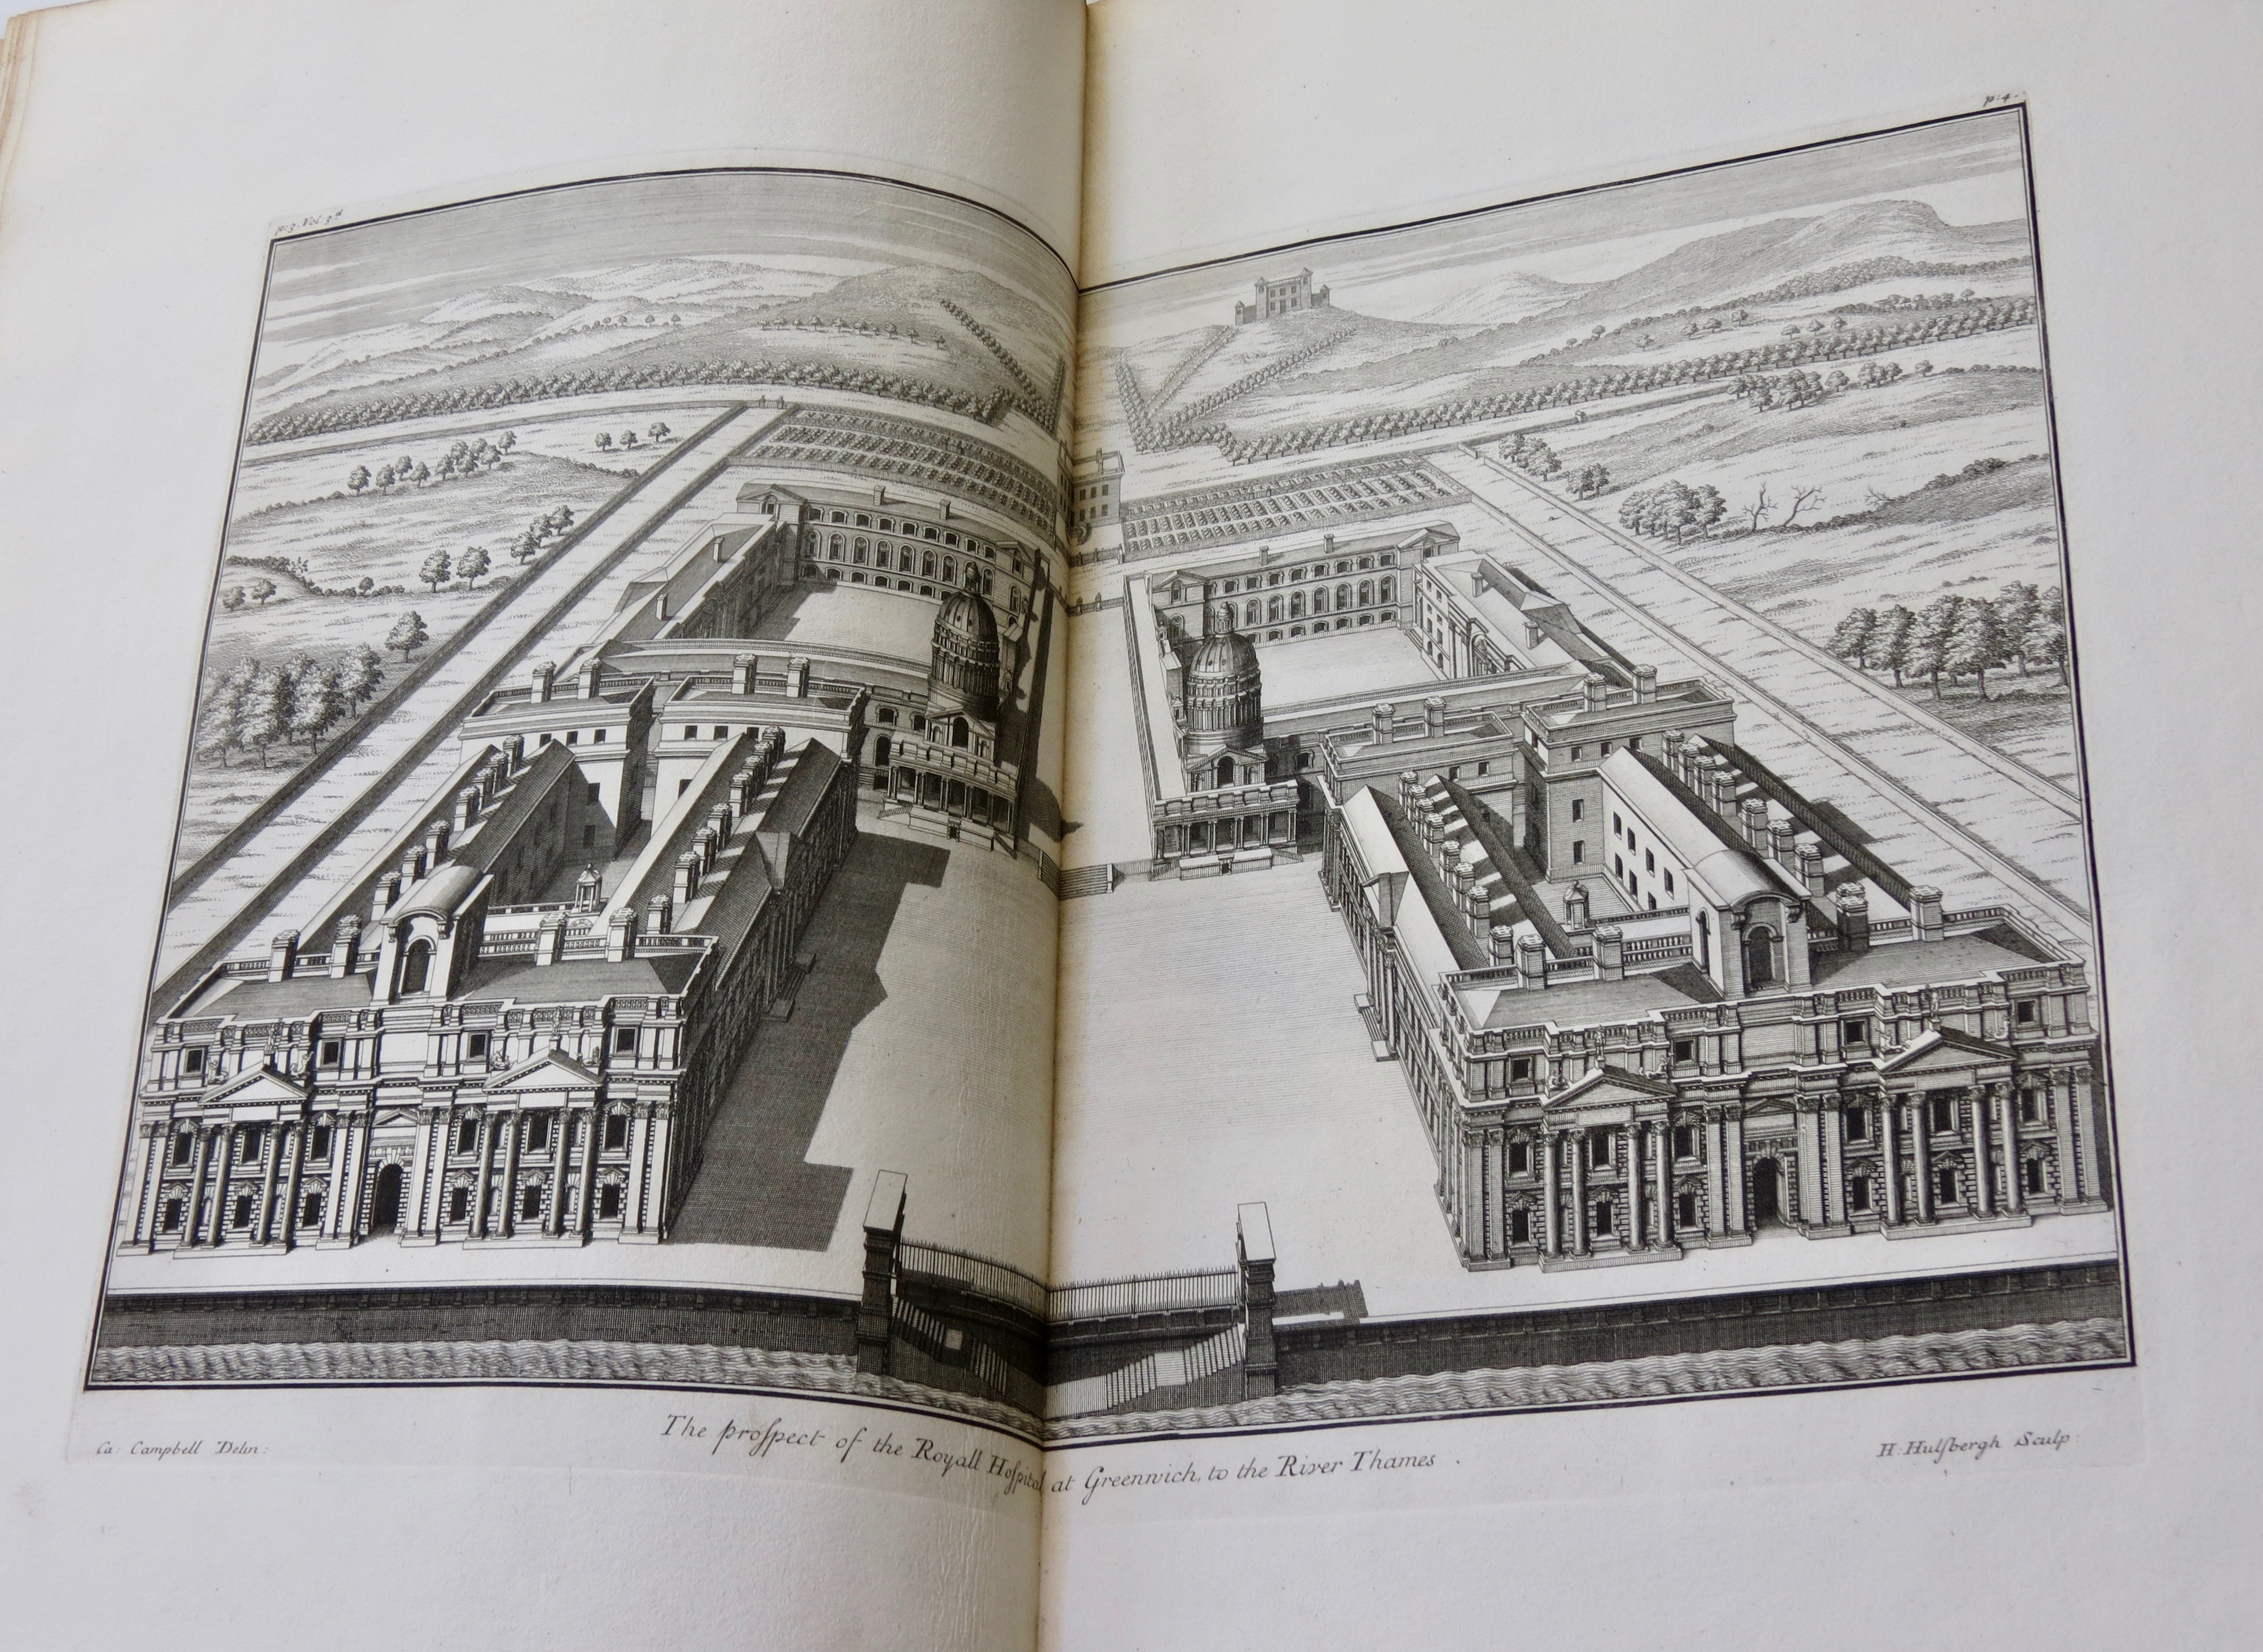 p: 3. Vol: 3.d
p: 4.
The proſpect of the Royall Hoſpital at Greenwich, to the River Thames.
Ca: Campbell Delin:
H: Hulſbergh Sculp: